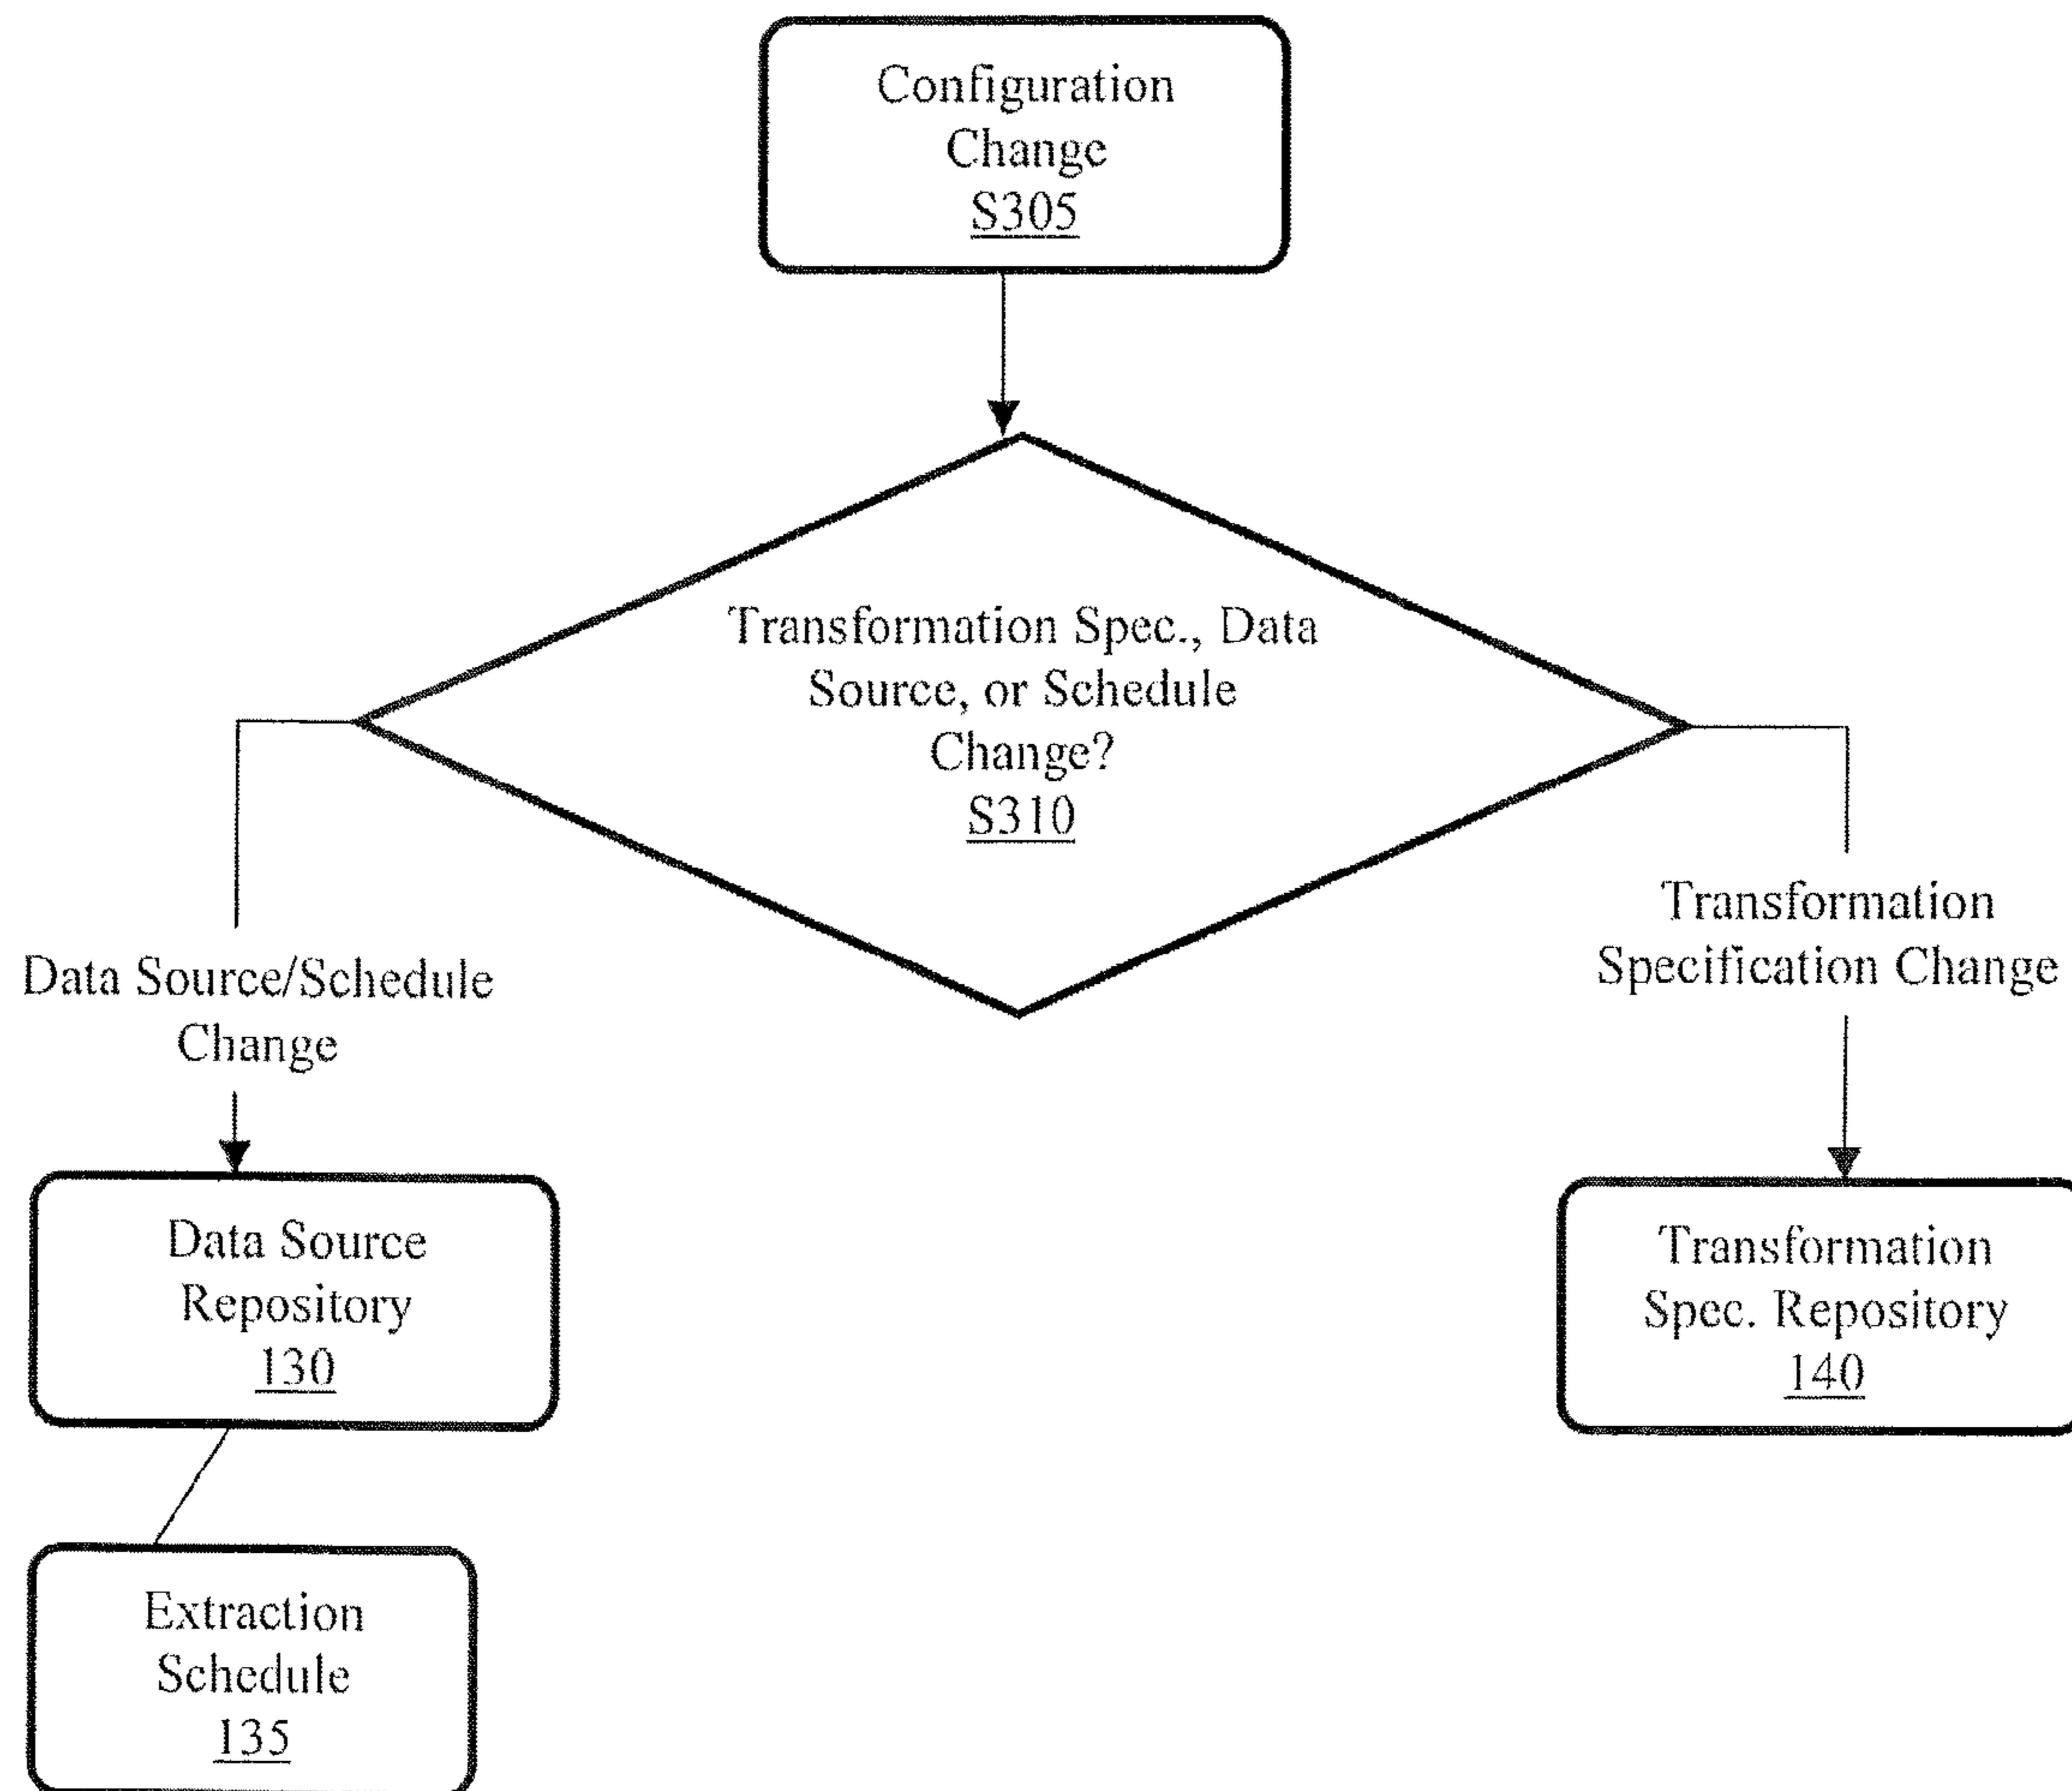 Configuration
Change
S305
Transformation Spec., Data
Source, or Schedule
Change?
S310
Data Source/Schedule
Change
Transformation
Specification Change
Data Source
Repository
130
Transformation
Spec. Repository
140
Extraction
Schedule
135